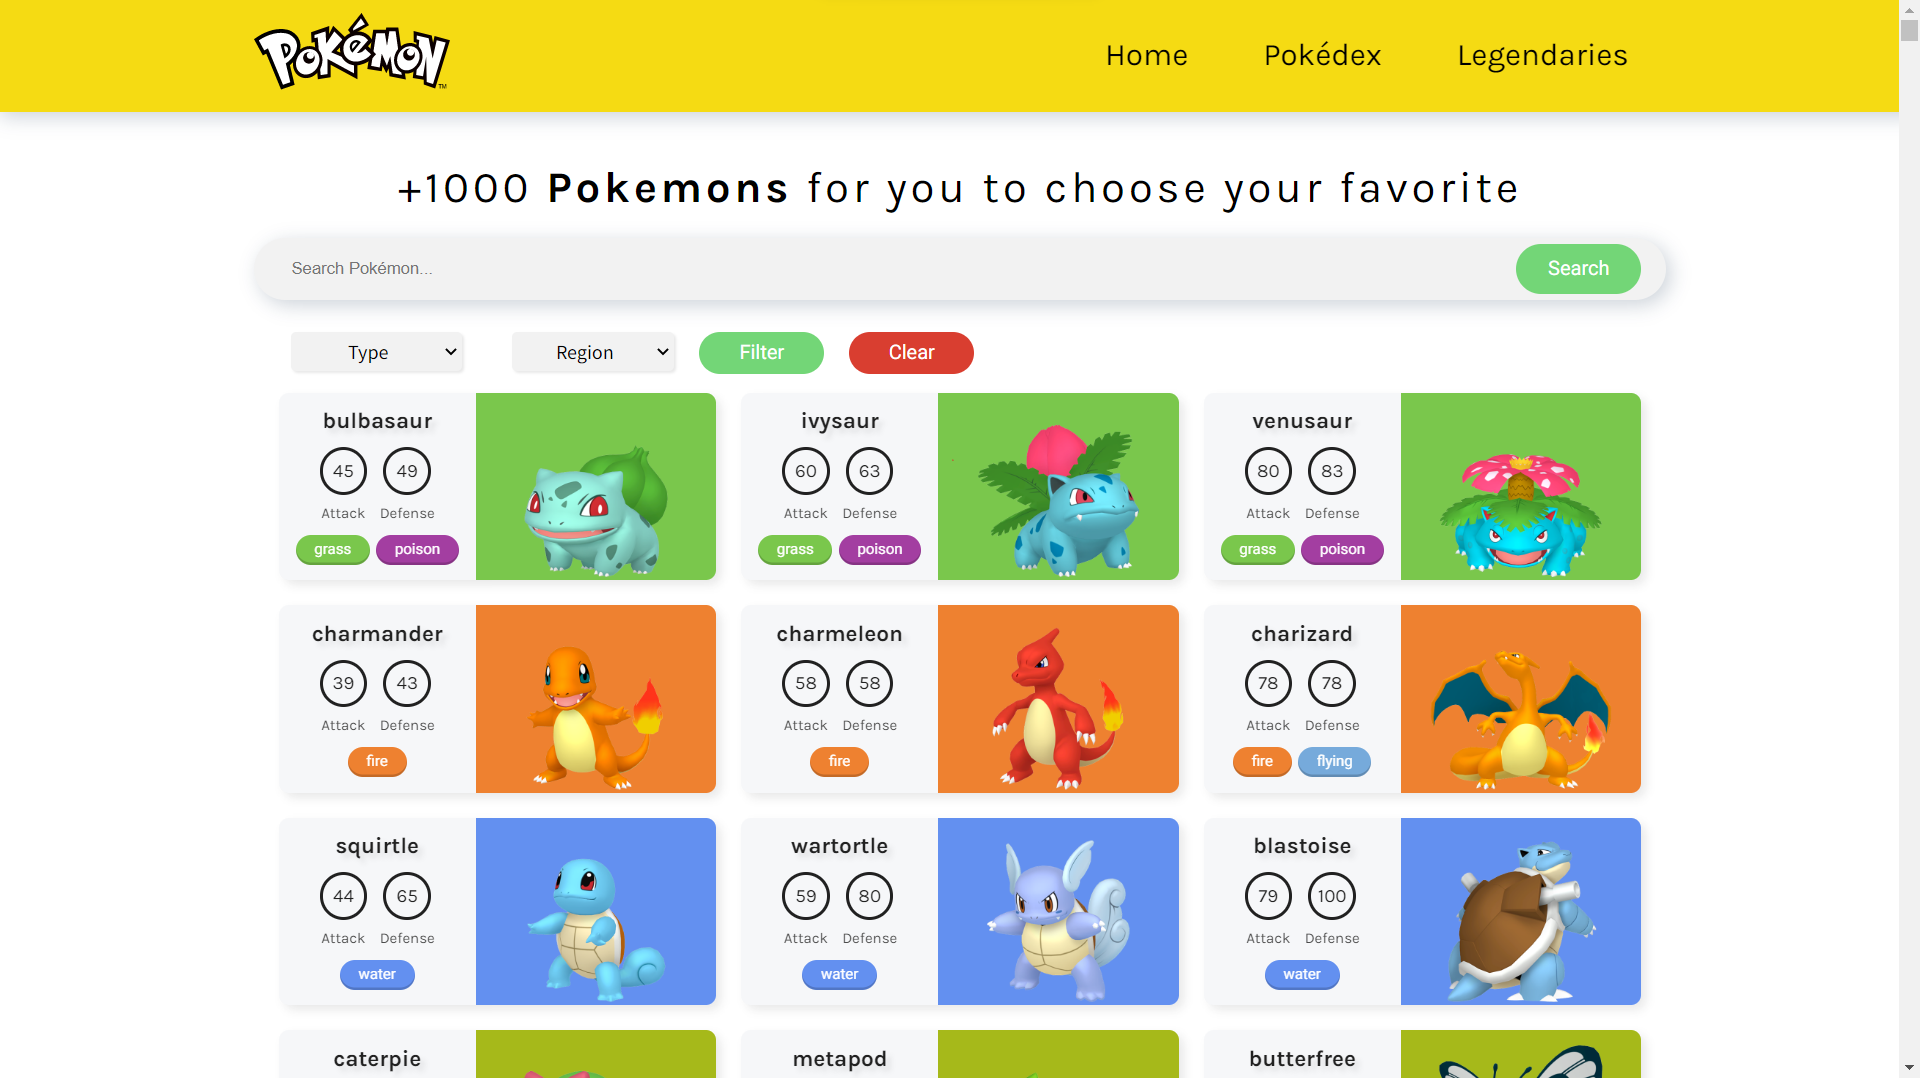 POKéMON TM
Home Pokédex Legendaries
+1000 Pokemons for you to choose your favorite
Search Pokémon... Search
Type Region Filter Clear
bulbasaur
45 49
Attack Defense
grass poison
ivysaur
60 63
Attack Defense
grass poison
venusaur
80 83
Attack Defense
grass poison
charmander
39 43
Attack Defense
fire
charmeleon
58 58
Attack Defense
fire
charizard
78 78
Attack Defense
fire flying
squirtle
44 65
Attack Defense
water
wartortle
59 80
Attack Defense
water
blastoise
79 100
Attack Defense
water
caterpie
metapod
butterfree